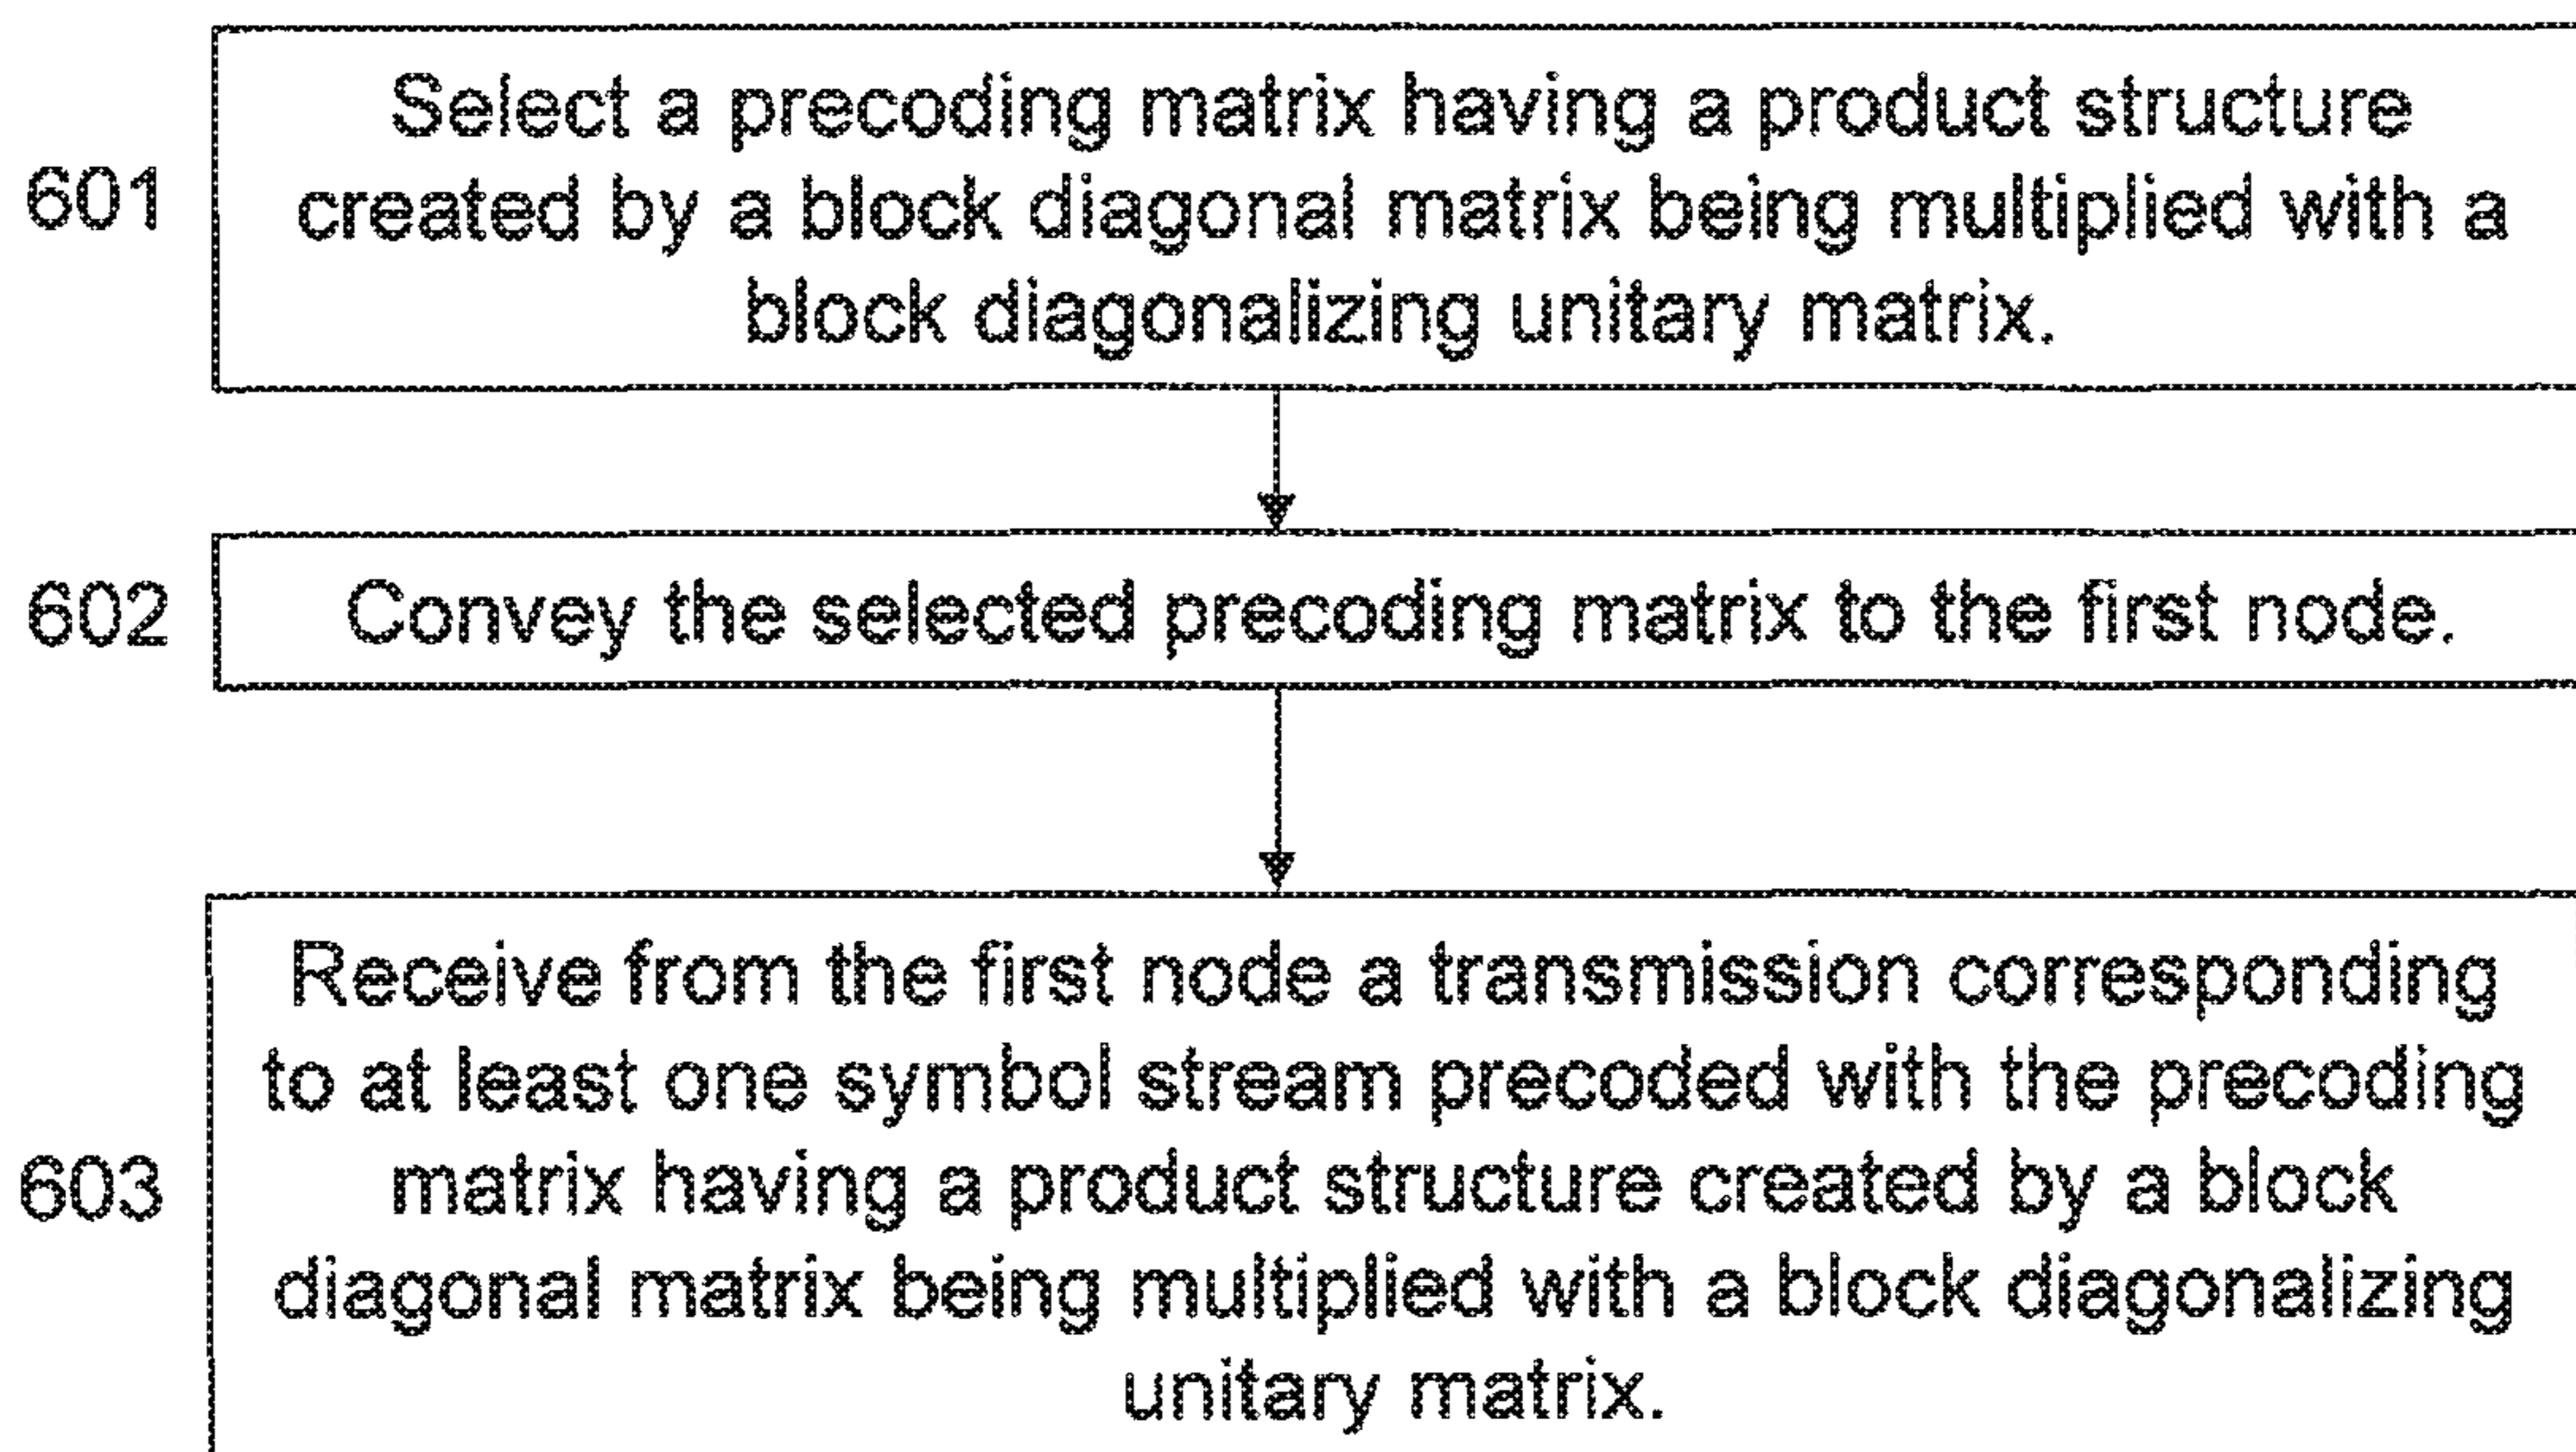 Select a precoding matrix having a product structure
601
created by a block diagonal matrix being multiplied with a
block diagonalizing unitary matrix.
602
Convey the selected precoding matrix to the first node.
Receive from the first node a transmission corresponding
to at least one symbol stream precoded with the precoding
603
matrix having a product structure created by a block
diagonal matrix being multiplied with a block diagonalizing
unitary matrix.